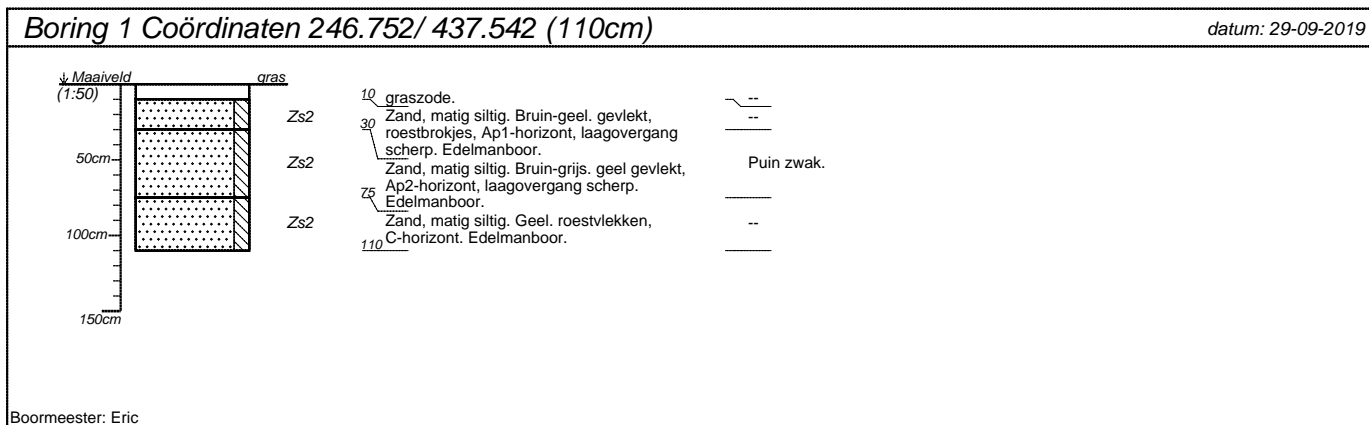 Boring 1 Coördinaten 246.752/ 437.542 (110cm)
datum: 29-09-2019
Maaiveld
gras
(1:50)
50cm
100cm
150cm
Zs2
Zs2
Zs2
10 graszode.
Zand, matig siltig. Bruin-geel. gevlekt,
30 roestbrokjes, Ap1-horizont, laagovergang
scherp. Edelmanboor.
Zand, matig siltig. Bruin-grijs. geel gevlekt,
75 Ap2-horizont, laagovergang scherp.
Edelmanboor.
Zand, matig siltig. Geel. roestvlekken,
110 C-horizont. Edelmanboor.
--
--
Puin zwak.
--
Boormeester: Eric